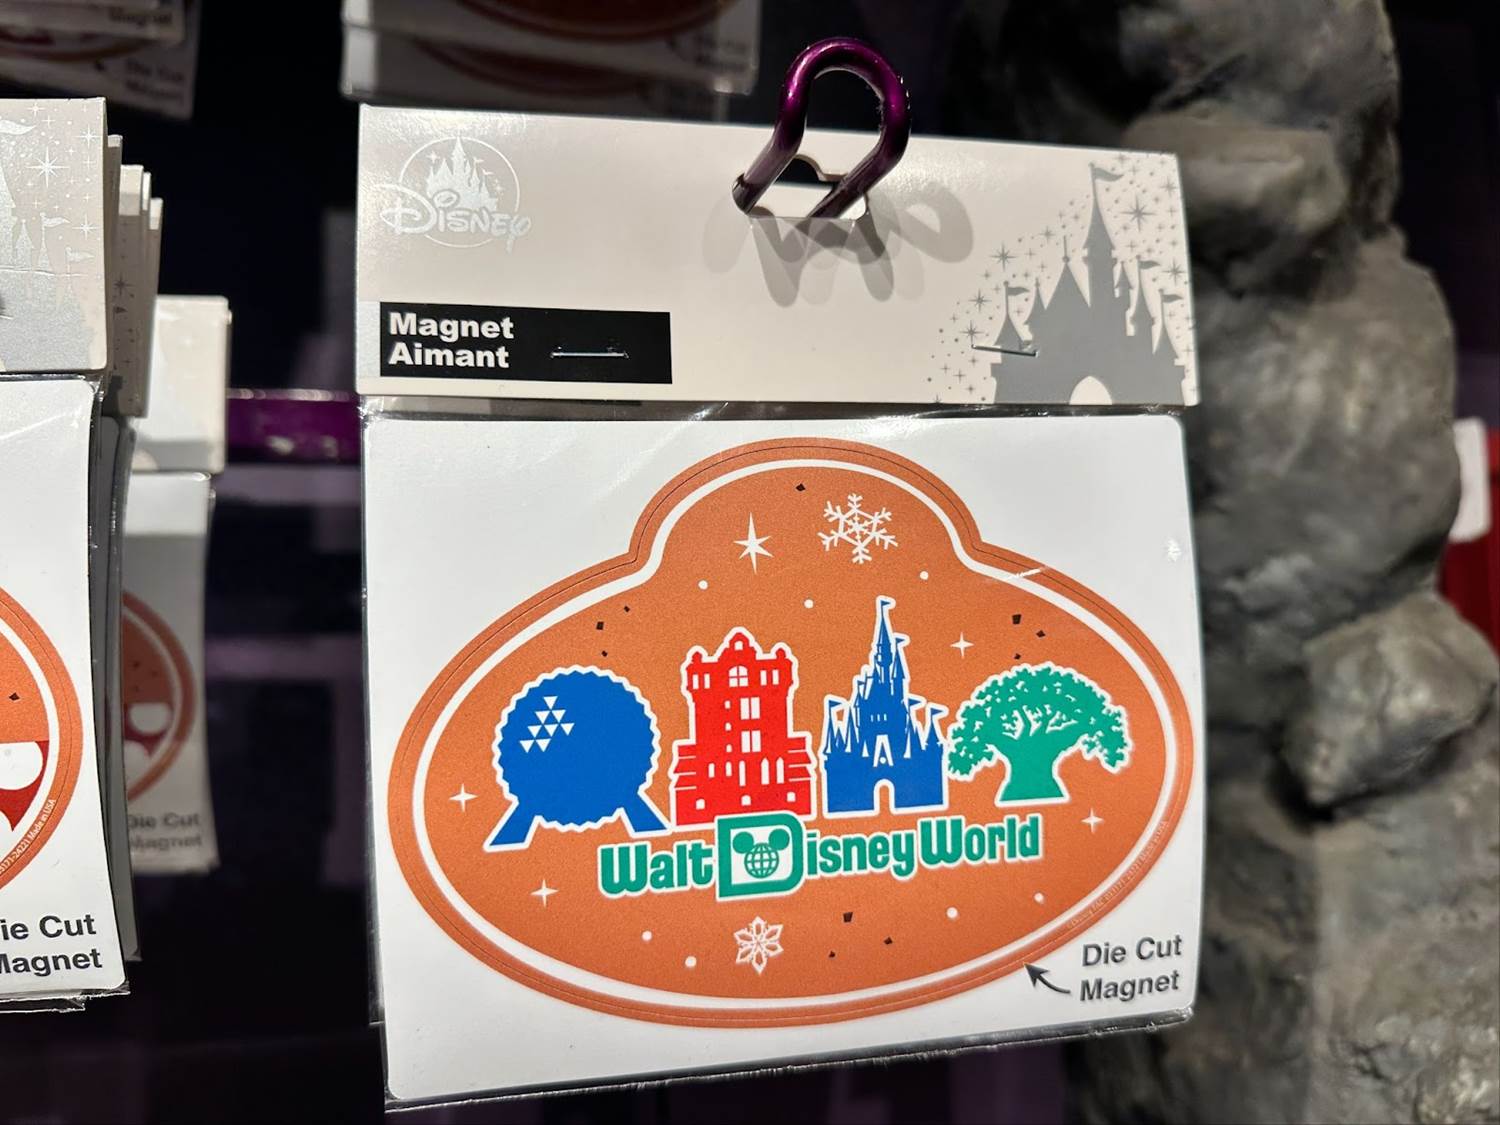 Disney
Magnet
Aimant
Walt Disney World
Die Cut
Magnet
ie Cut
Magnet
Die Cut
Magnet